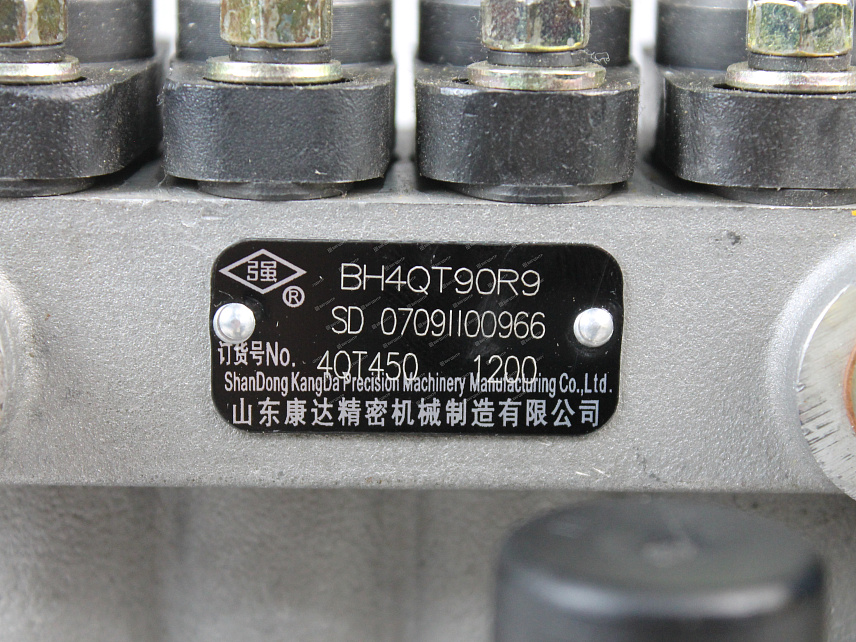 强
BH4QT90R9
®
SD 07091100966
订货号No. 4QT450 1200
ShanDong KangDa Precision Machinery Manufacturing Co.,Ltd.
山东康达精密机械制造有限公司